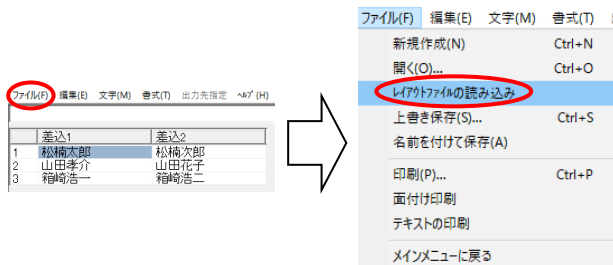 ファイル(F) 編集(E) 文字(M) 書式(T) 出力先指定 ヘルプ(H)
差込1 差込2
1 松楠太郎 松楠次郎
2 山田孝介 山田花子
3 箱崎浩一 箱崎浩二
ファイル(F) 編集(E) 文字(M) 書式(T)
新規作成(N) Ctrl+N
開く(O)... Ctrl+O
レイアウトファイルの読み込み
上書き保存(S)... Ctrl+S
名前を付けて保存(A)
印刷(P)... Ctrl+P
面付け印刷
テキストの印刷
メインメニューに戻る